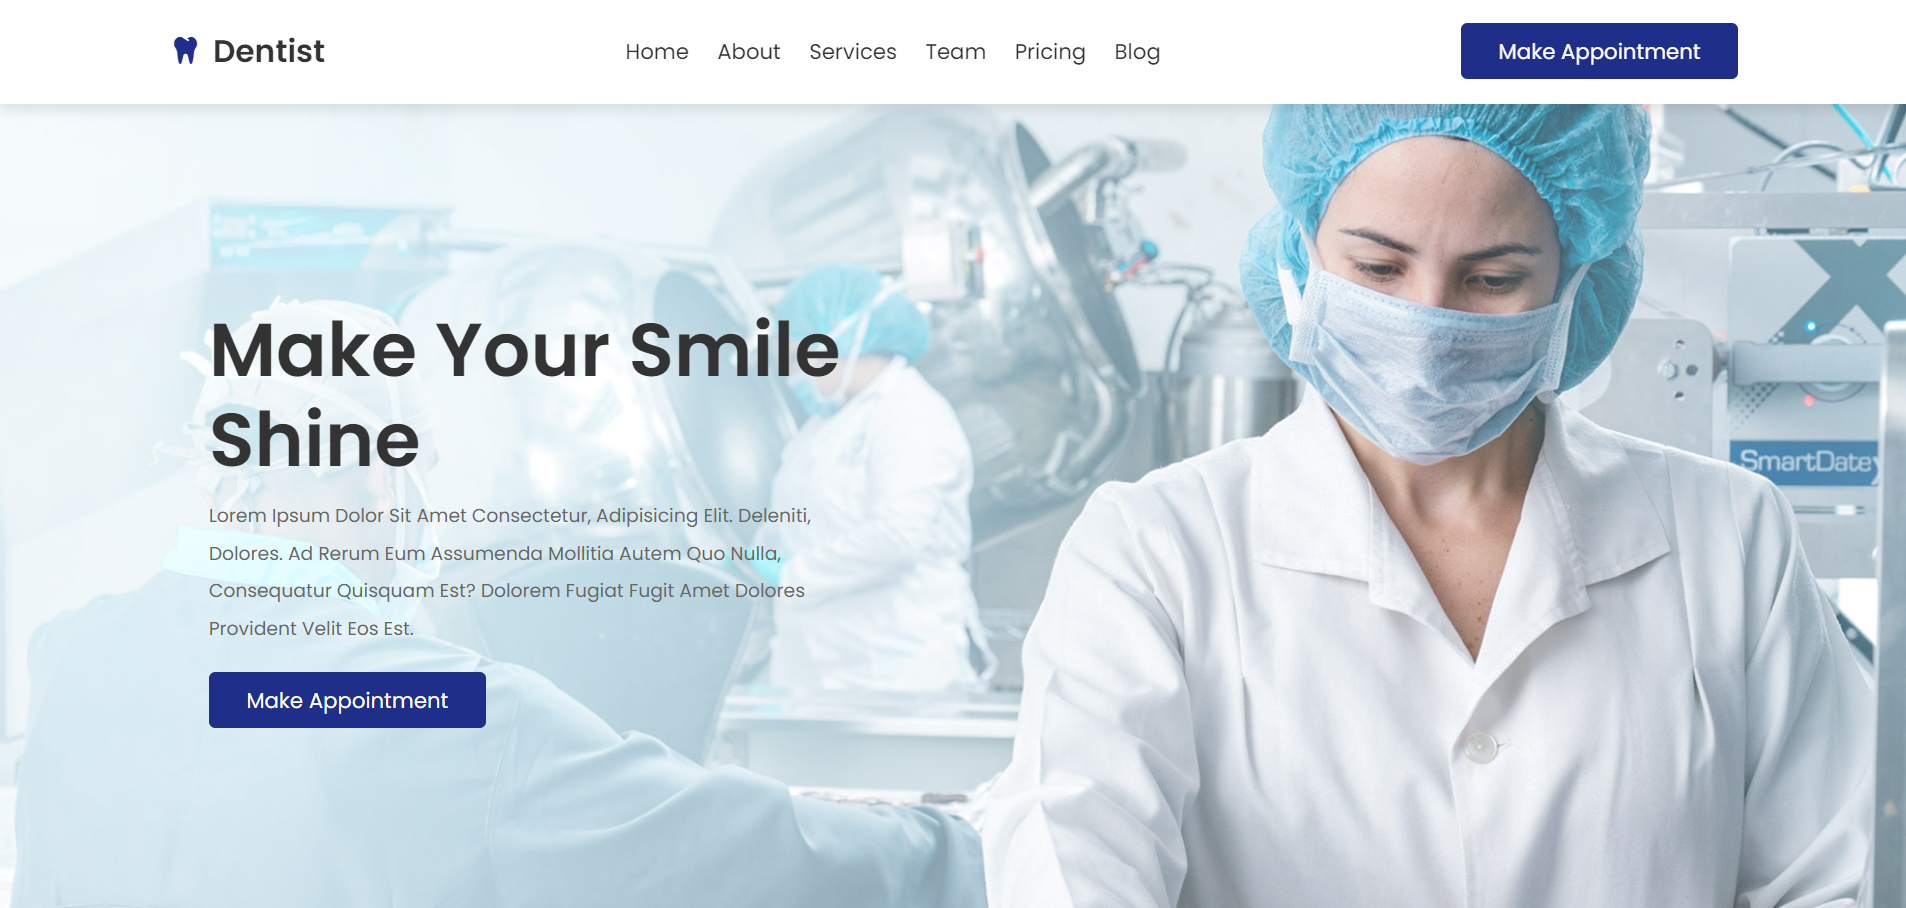 Dentist
Home About Services Team Pricing Blog
Make Appointment
Make Your Smile
Shine
Lorem Ipsum Dolor Sit Amet Consectetur, Adipisicing Elit. Deleniti,
Dolores. Ad Rerum Eum Assumenda Mollitia Autem Quo Nulla,
Consequatur Quisquam Est? Dolorem Fugiat Fugit Amet Dolores
Provident Velit Eos Est.
Make Appointment
SmartDate